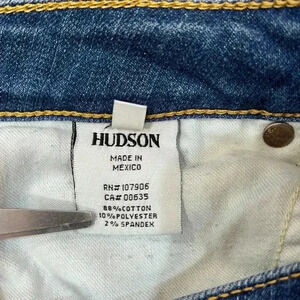 HUDSON
MADE IN
MEXICO
RN# 107906
CA# 00635
88% COTTON
10% POLYESTER
2% SPANDEX